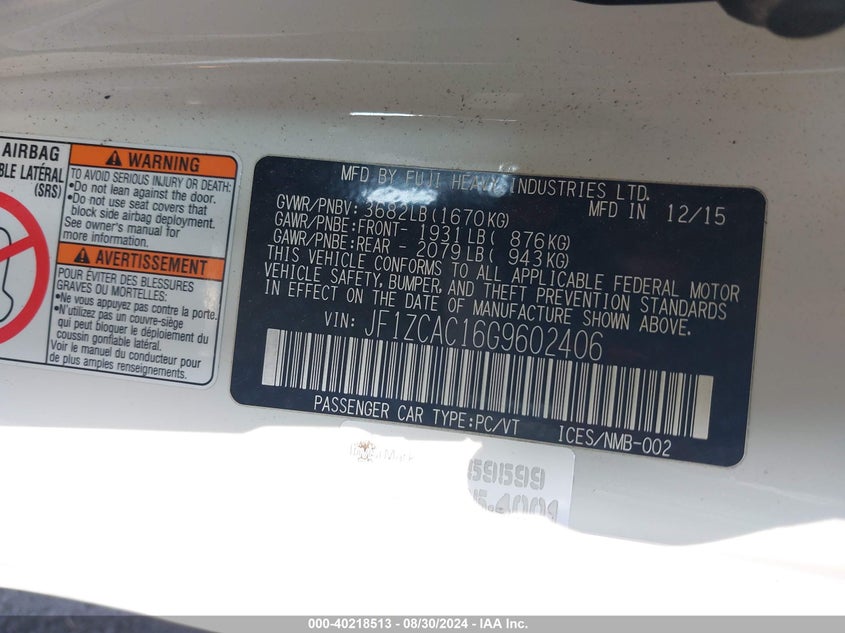 AIRBAG
BLE LATÉRAL
(SRS)
WARNING
TO AVOID SERIOUS INJURY OR DEATH:
•Do not lean against the door.
•Do not use seat covers that
block side airbag deployment.
See owner's manual for
more information.
AVERTISSEMENT
POUR ÉVITER DES BLESSURES
GRAVES OU MORTELLES:
•Ne vous appuyez pas contre la porte.
•N'utilisez pas un couvre-siège
qui peut bloquer le déploiement du
coussin gonflable latéral.
Voir le manuel du conducteur pour
de plus amples informations.
MFD BY FUJI HEAVY INDUSTRIES LTD.
GVWR/PNBV: 3682LB(1670KG) MFD IN 12/15
GAWR/PNBE:FRONT- 1931LB( 876KG)
GAWR/PNBE:REAR - 2079LB( 943KG)
THIS VEHICLE CONFORMS TO ALL APPLICABLE FEDERAL MOTOR
VEHICLE SAFETY, BUMPER, AND THEFT PREVENTION STANDARDS
IN EFFECT ON THE DATE OF MANUFACTURE SHOWN ABOVE.
VIN: JF1ZCAC16G9602406
PASSENGER CAR TYPE:PC/VT ICES/NMB-002
59599
4001
000-40218513 - 08/30/2024 - IAA Inc.